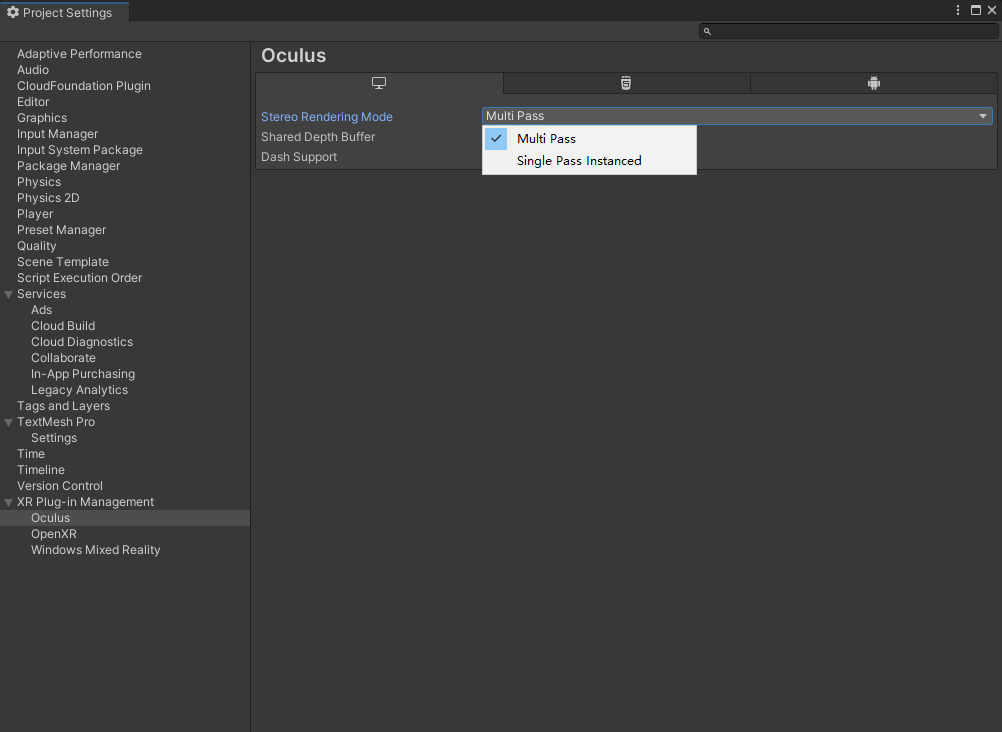 Project Settings
Adaptive Performance
Audio
CloudFoundation Plugin
Editor
Graphics
Input Manager
Input System Package
Package Manager
Physics
Physics 2D
Player
Preset Manager
Quality
Scene Template
Script Execution Order
Services
Ads
Cloud Build
Cloud Diagnostics
Collaborate
In-App Purchasing
Legacy Analytics
Tags and Layers
TextMesh Pro
Settings
Time
Timeline
Version Control
XR Plug-in Management
Oculus
OpenXR
Windows Mixed Reality
Oculus
5
Stereo Rendering Mode Multi Pass
Shared Depth Buffer Multi Pass
Dash Support Single Pass Instanced